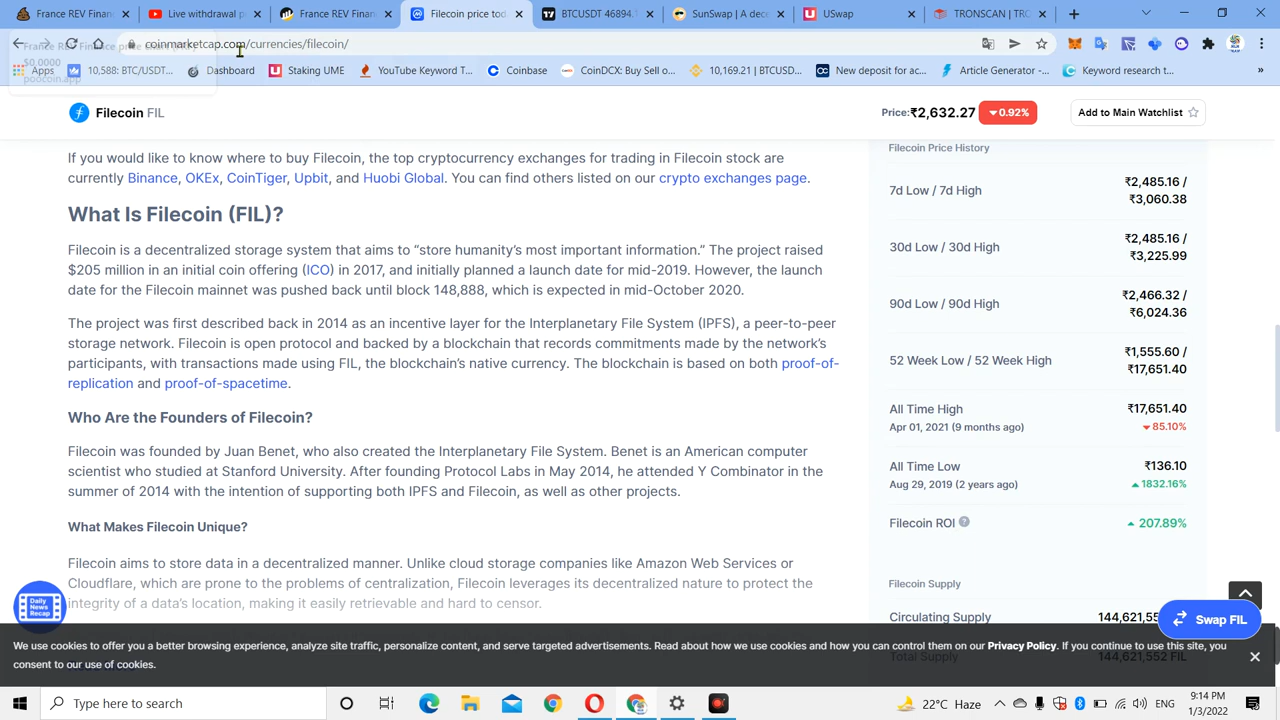 France REV Fi
Live withdrawal p
France REV Finan
Filecoin price tod
BTCUSDT 46894.1
SunSwap | A dece
USwap
TRONSCAN | TRO
coinmarketcap.com/currencies/filecoin/
$0.0000
poocoin.app
Apps
10,588: BTC/USDT...
Dashboard
Staking UME
YouTube Keyword T...
Coinbase
CoinDCX: Buy Sell o...
10,159.21 | BTCUSD...
New deposit for ac...
Article Generator -...
Keyword research t...
»
Filecoin FIL
Price:₹2,632.27
0.92%
Add to Main Watchlist
If you would like to know where to buy Filecoin, the top cryptocurrency exchanges for trading in Filecoin stock are
currently Binance, OKEx, CoinTiger, Upbit, and Huobi Global. You can find others listed on our crypto exchanges page.
What Is Filecoin (FIL)?
Filecoin is a decentralized storage system that aims to “store humanity’s most important information.” The project raised
$205 million in an initial coin offering (ICO) in 2017, and initially planned a launch date for mid-2019. However, the launch
date for the Filecoin mainnet was pushed back until block 148,888, which is expected in mid-October 2020.
The project was first described back in 2014 as an incentive layer for the Interplanetary File System (IPFS), a peer-to-peer
storage network. Filecoin is open protocol and backed by a blockchain that records commitments made by the network’s
participants, with transactions made using FIL, the blockchain’s native currency. The blockchain is based on both proof-of-
replication and proof-of-spacetime.
Who Are the Founders of Filecoin?
Filecoin was founded by Juan Benet, who also created the Interplanetary File System. Benet is an American computer
scientist who studied at Stanford University. After founding Protocol Labs in May 2014, he attended Y Combinator in the
summer of 2014 with the intention of supporting both IPFS and Filecoin, as well as other projects.
What Makes Filecoin Unique?
Filecoin aims to store data in a decentralized manner. Unlike cloud storage companies like Amazon Web Services or
Cloudflare, which are prone to the problems of centralization, Filecoin leverages its decentralized nature to protect the
integrity of a data’s location, making it easily retrievable and hard to censor.
Filecoin Price History
7d Low / 7d High
₹2,485.16 /
₹3,060.38
30d Low / 30d High
₹2,485.16 /
₹3,225.99
90d Low / 90d High
₹2,466.32 /
₹6,024.36
52 Week Low / 52 Week High
₹1,555.60 /
₹17,651.40
All Time High
₹17,651.40
Apr 01, 2021 (9 months ago)
85.10%
All Time Low
₹136.10
Aug 29, 2019 (2 years ago)
1832.16%
Filecoin ROI
207.89%
Filecoin Supply
Circulating Supply
144,621,55
Total Supply
144,621,552 FIL
Daily
News
Recap
Swap FIL
We use cookies to offer you a better browsing experience, analyze site traffic, personalize content, and serve targeted advertisements. Read about how we use cookies and how you can control them on our Privacy Policy. If you continue to use this site, you
consent to our use of cookies.
Type here to search
22°C Haze
ENG
9:14 PM
1/3/2022